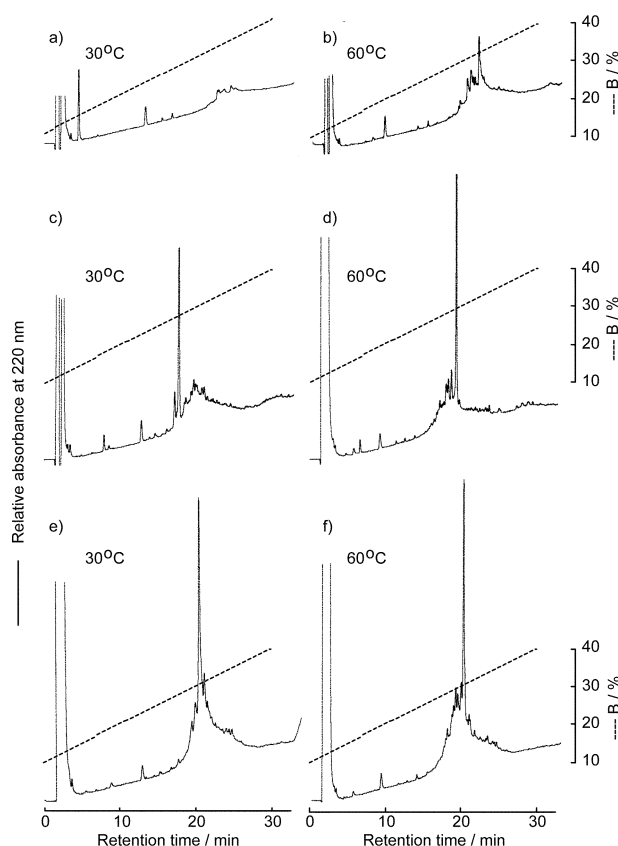 a)
30°C
b)
60°C
40
30
20
10
---- B / %
c)
30°C
d)
60°C
40
30
20
10
---- B / %
Relative absorbance at 220 nm
e)
30°C
f)
60°C
40
30
20
10
---- B / %
0 10 20 30
0 10 20 30
Retention time / min
Retention time / min